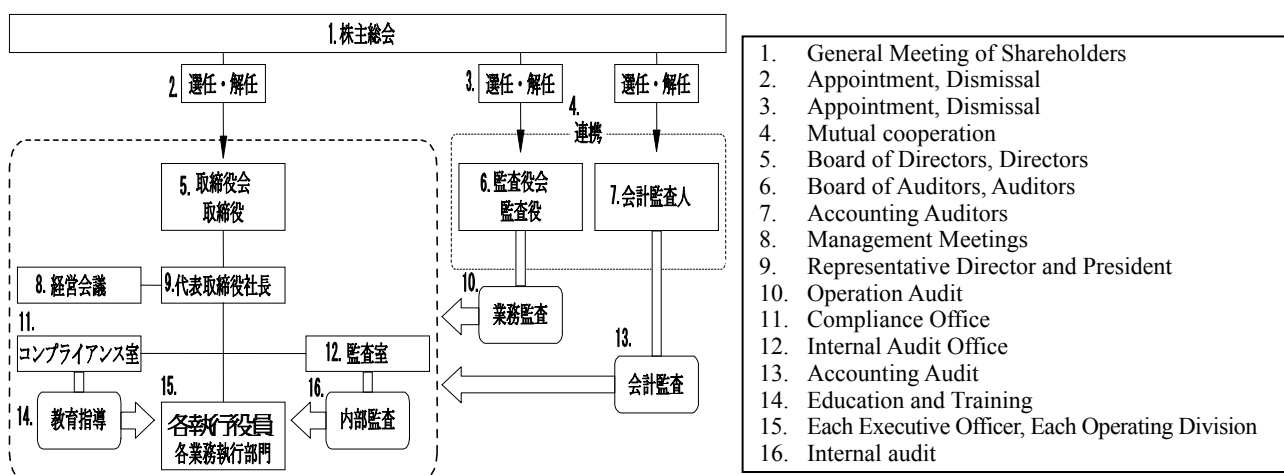 1.株主総会
2. 選任・解任
3. 選任・解任
選任・解任
4.
連携
5. 取締役会
取締役
6. 監査役会
監査役
7. 会計監査人
8. 経営会議
9. 代表取締役社長
10.
業務監査
11.
コンプライアンス室
12. 監査室
13.
会計監査
14. 教育指導
15.
各執行役員
各業務執行部門
16.
内部監査
1. General Meeting of Shareholders
2. Appointment, Dismissal
3. Appointment, Dismissal
4. Mutual cooperation
5. Board of Directors, Directors
6. Board of Auditors, Auditors
7. Accounting Auditors
8. Management Meetings
9. Representative Director and President
10. Operation Audit
11. Compliance Office
12. Internal Audit Office
13. Accounting Audit
14. Education and Training
15. Each Executive Officer, Each Operating Division
16. Internal audit